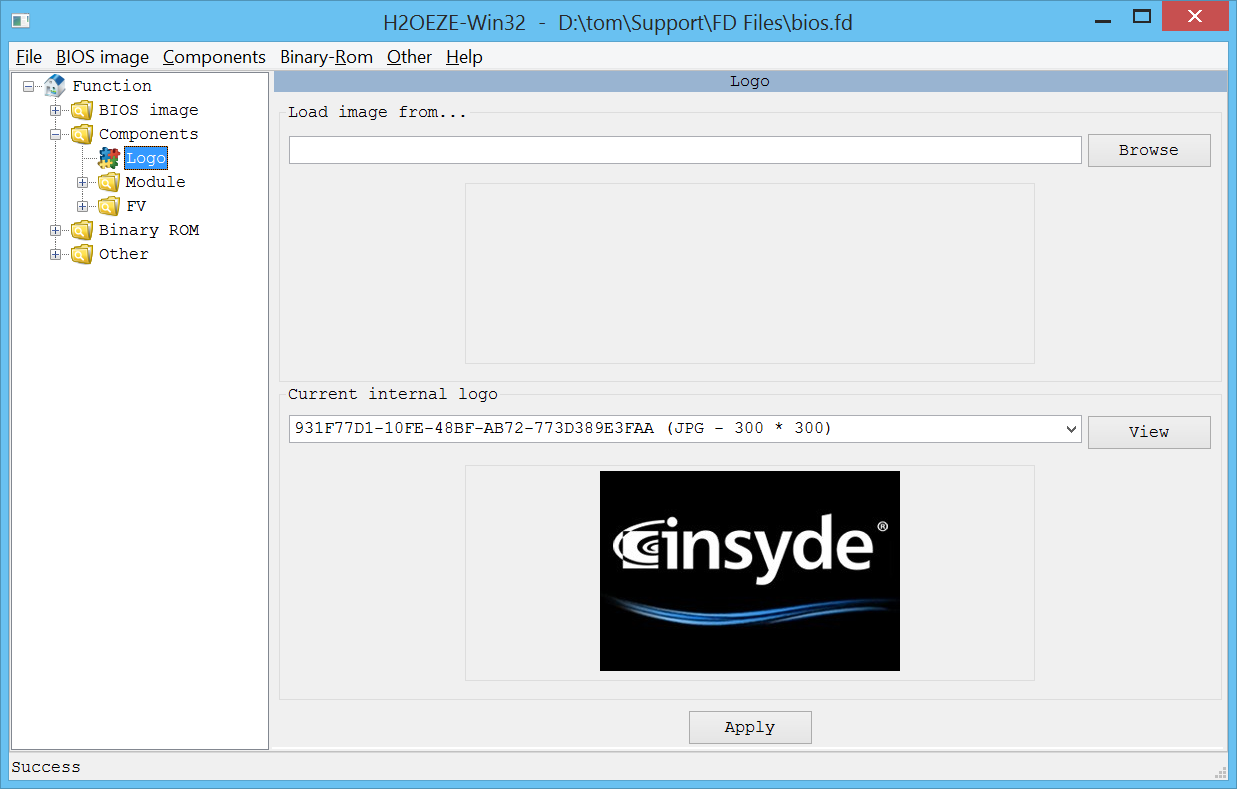 H2OEZE-Win32 - D:\tom\Support\FD Files\bios.fd
File BIOS image Components Binary-Rom Other Help
Function
BIOS image
Components
Logo
Module
FV
Binary ROM
Other
Logo
Load image from...
Browse
Current internal logo
931F77D1-10FE-48BF-AB72-773D389E3FAA (JPG - 300 * 300)
View
insyde®
Apply
Success